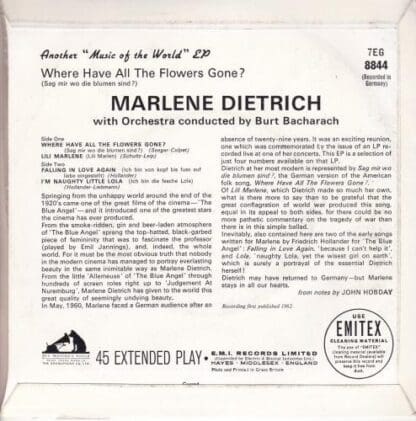 Another "Music of the World" EP
Where Have All The Flowers Gone?
(Sag mir wo die blumen sind?)
7EG
8844
(Recorded in
Germany)
MARLENE DIETRICH
with Orchestra conducted by Burt Bacharach
Side One
WHERE HAVE ALL THE FLOWERS GONE?
(Sag mir wo die blumen sind?) (Seeger-Colpet)
LILI MARLENE (Lili Marlen) (Schultz-Leip)
Side Two
FALLING IN LOVE AGAIN (Ich bin von kopf bis fuss auf
liebe eingestellt) (Hollander)
I'M NAUGHTY LITTLE LOLA (Ich bin die fesche Lola)
(Hollander-Liebmann)
Springing from the unhappy world around the end of the
1920's came one of the great films of the cinema—'The
Blue Angel'—and it introduced one of the greatest stars
the cinema has ever produced.
From the smoke-ridden, gin and beer-laden atmosphere
of 'The Blue Angel' sprang the top-hatted, black-garbed
piece of femininity that was to fascinate the professor
(played by Emil Jannings), and, indeed, the whole
world. For it must be the most obvious truth that nobody
in the modern cinema has managed to portray everlasting
beauty in the same inimitable way as Marlene Dietrich.
From the little 'Allerneuse' of 'The Blue Angel' through
hundreds of screen roles right up to 'Judgement At
Nuremburg', Marlene Dietrich has given to the world this
great quality of seemingly undying beauty.
In May, 1960, Marlene faced a German audience after an
absence of twenty-nine years. It was an exciting reunion,
one which was commemorated by the issue of an LP re-
corded live at one of her concerts. This EP is a selection of
just four numbers available on that LP.
Dietrich at her most modern is represented by Sag mir wo
die blumen sind?, the German version of the American
folk song, Where Have All The Flowers Gone?.
Of Lili Marlene, which Dietrich made so much her own,
what is there more to say than to be grateful that the
great conflagration of world war produced this song,
equal in its appeal to both sides, for there could be no
more pathetic commentary on the tragedy of war than
there is in this simple ballad.
Inevitably, also contained here are two of the early songs
written for Marlene by Friedrich Hollander for 'The Blue
Angel': Falling in Love Again, 'because I can't help it',
and Lola, 'naughty Lola, yet the wisest girl on earth',
which is surely a portrayal of the essential Dietrich
herself!
Dietrich may have returned to Germany—but Marlene
stays in all our hearts.
from notes by JOHN HOBDAY
Recording first published 1962
45 EXTENDED PLAY •
E.M.I. RECORDS LIMITED
HAYES • MIDDLESEX • ENGLAND
Made and Printed in Great Britain
USE
EMITEX
CLEANING MATERIAL
The use of "EMITEX"
cleaning material (available
from Record Dealers) will
preserve this record and
keep it free from
dust.